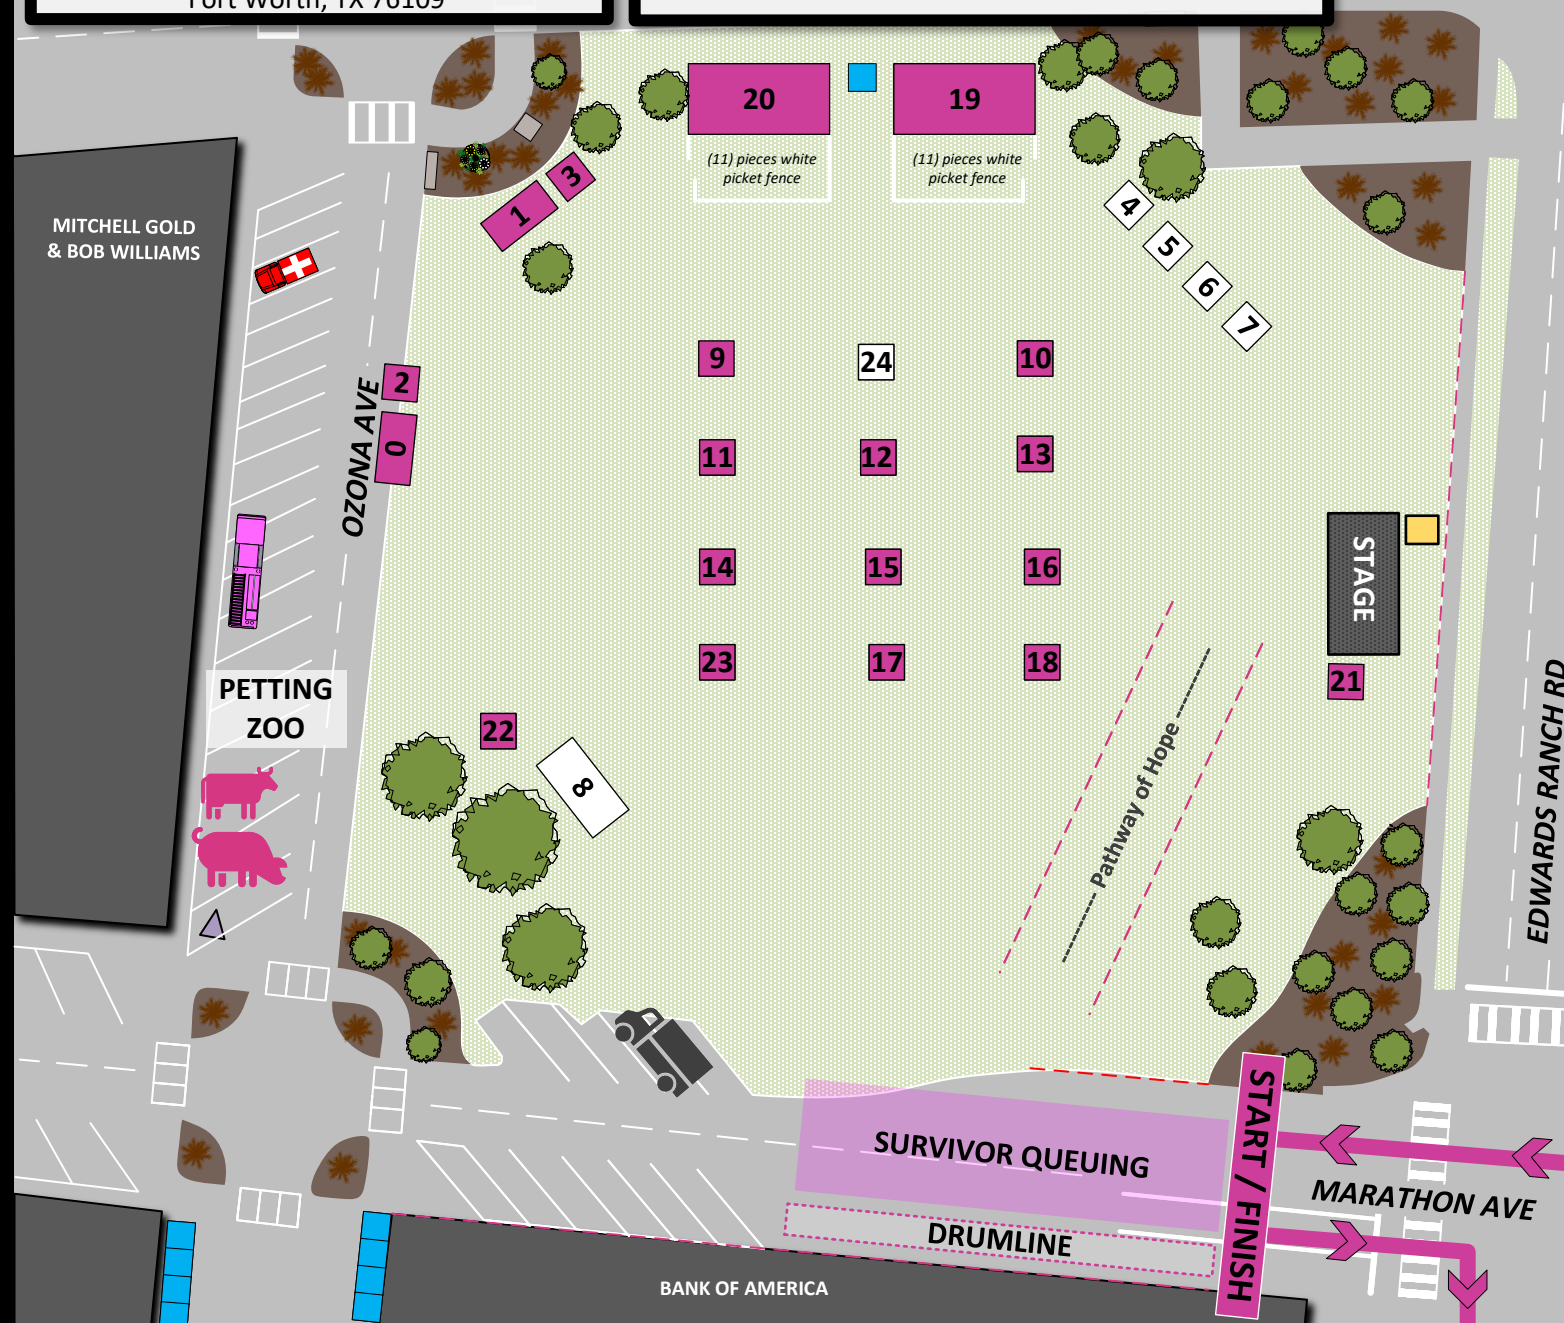 Fort Worth, TX 76109
20
19
(11) pieces white
picket fence
(11) pieces white
picket fence
3
1
4
5
6
7
MITCHELL GOLD
& BOB WILLIAMS
2
0
OZONA AVE
9
24
10
11
12
13
14
15
16
23
17
18
STAGE
21
22
8
PETTING
ZOO
Pathway of Hope
EDWARDS RANCH RD
SURVIVOR QUEUING
DRUMLINE
START / FINISH
MARATHON AVE
BANK OF AMERICA